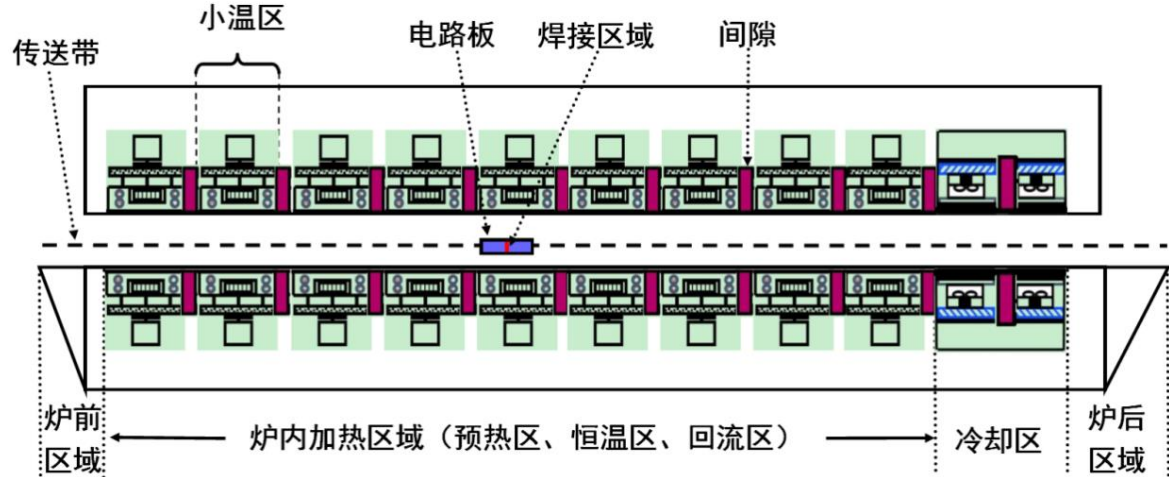 小温区
电路板
焊接区域
间隙
传送带
炉前
区域
炉内加热区域（预热区、恒温区、回流区）
冷却区
炉后
区域